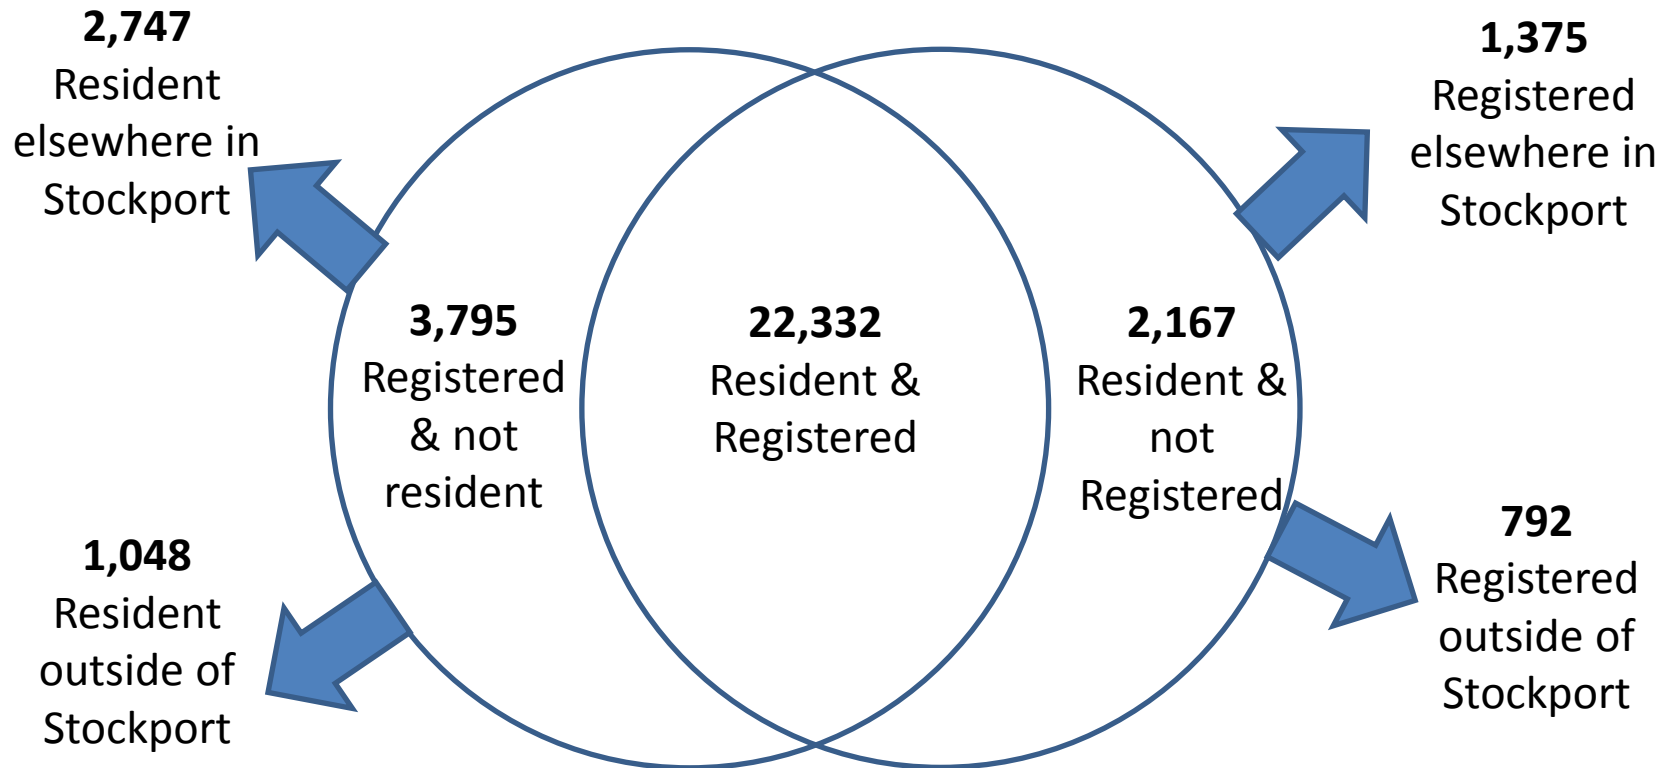 2,747
Resident
elsewhere in
Stockport
1,048
Resident
outside of
Stockport
3,795
Registered
& not
resident
22,332
Resident &
Registered
2,167
Resident &
not
Registered
1,375
Registered
elsewhere in
Stockport
792
Registered
outside of
Stockport